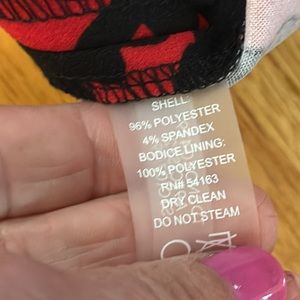 SHELL:
96% POLYESTER
4% SPANDEX
BODICE LINING:
100% POLYESTER
RN# 54163
DRY CLEAN
DO NOT STEAM